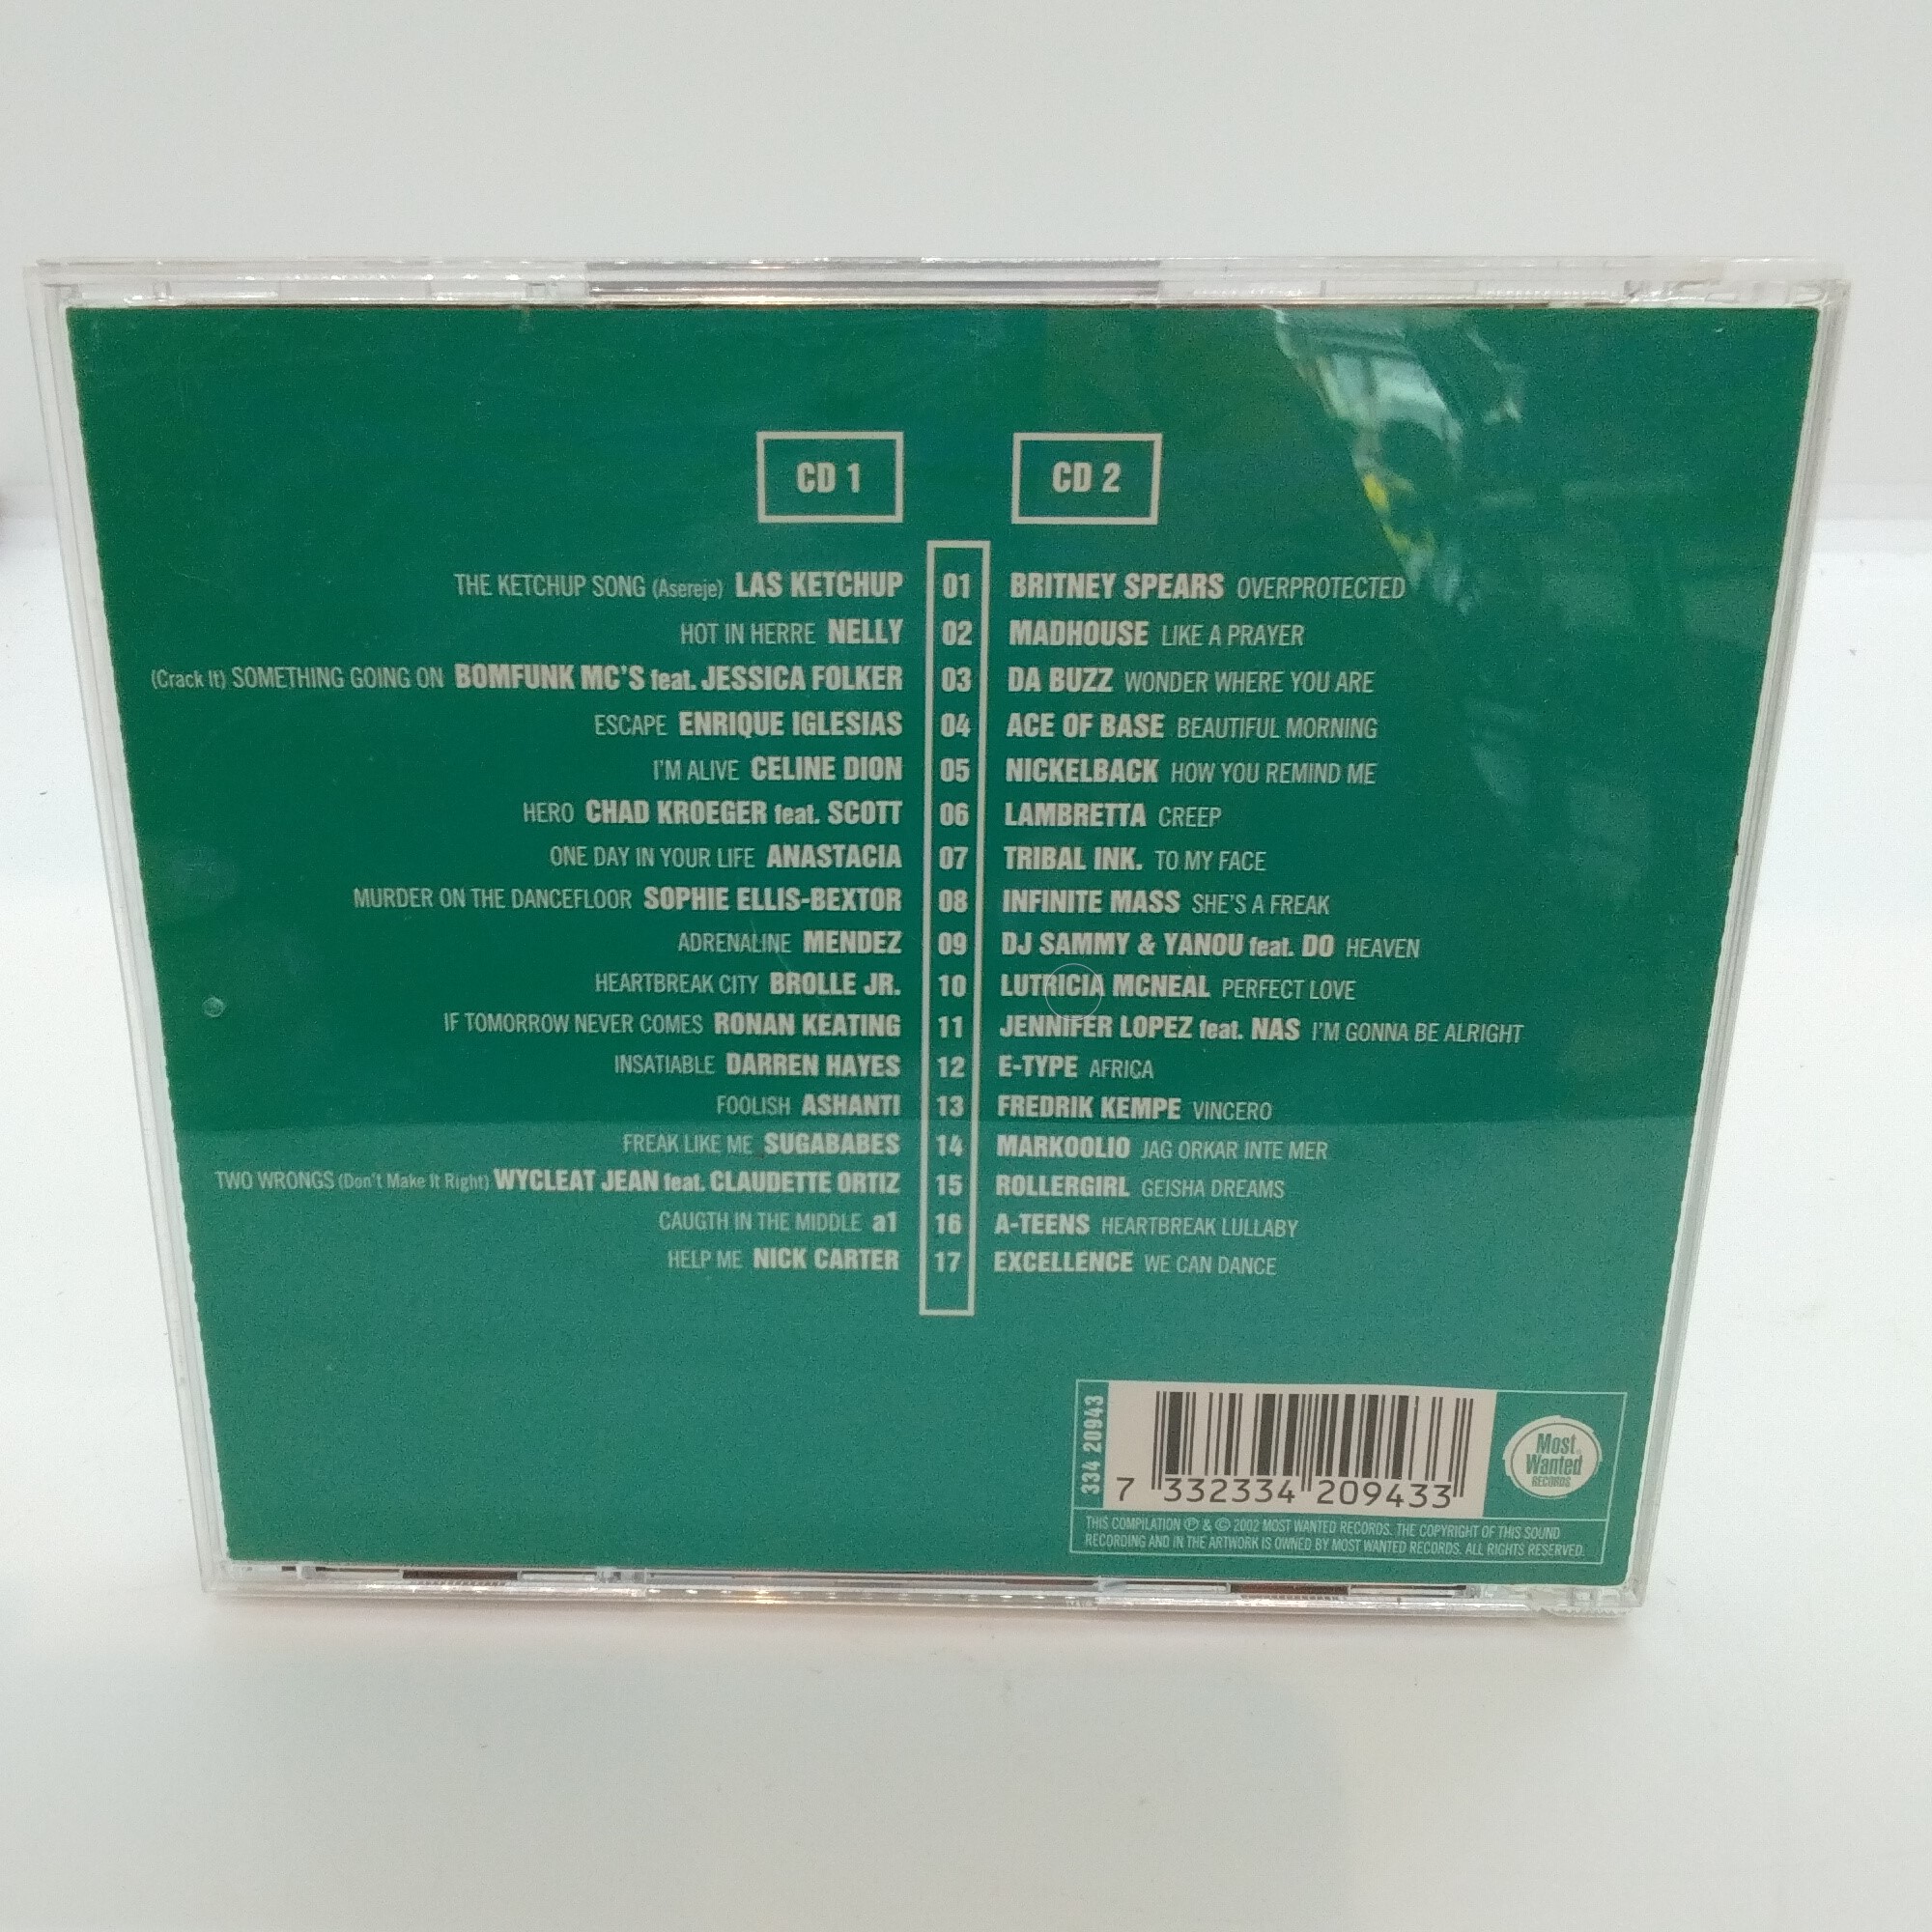 CD 1
CD 2
THE KETCHUP SONG (Asereje) LAS KETCHUP 01 BRITNEY SPEARS OVERPROTECTED
HOT IN HERRE NELLY 02 MADHOUSE LIKE A PRAYER
(Crack It) SOMETHING GOING ON BOMFUNK MC'S feat. JESSICA FOLKER 03 DA BUZZ WONDER WHERE YOU ARE
ESCAPE ENRIQUE IGLESIAS 04 ACE OF BASE BEAUTIFUL MORNING
I'M ALIVE CELINE DION 05 NICKELBACK HOW YOU REMIND ME
HERO CHAD KROEGER feat. SCOTT 06 LAMBRETTA CREEP
ONE DAY IN YOUR LIFE ANASTACIA 07 TRIBAL INK. TO MY FACE
MURDER ON THE DANCEFLOOR SOPHIE ELLIS-BEXTOR 08 INFINITE MASS SHE'S A FREAK
ADRENALINE MENDEZ 09 DJ SAMMY & YANOU feat. DO HEAVEN
HEARTBREAK CITY BROLLE JR. 10 LUTRICIA MCNEAL PERFECT LOVE
IF TOMORROW NEVER COMES RONAN KEATING 11 JENNIFER LOPEZ feat. NAS I'M GONNA BE ALRIGHT
INSATIABLE DARREN HAYES 12 E-TYPE AFRICA
FOOLISH ASHANTI 13 FREDRIK KEMPE VINCERO
FREAK LIKE ME SUGABABES 14 MARKOOLIO JAG ORKAR INTE MER
TWO WRONGS (Don't Make It Right) WYCLEAT JEAN feat. CLAUDETTE ORTIZ 15 ROLLERGIRL GEISHA DREAMS
CAUGTH IN THE MIDDLE a1 16 A-TEENS HEARTBREAK LULLABY
HELP ME NICK CARTER 17 EXCELLENCE WE CAN DANCE
334 20943
7 332334 209433
Most
Wanted
RECORDS
THIS COMPILATION ℗ & © 2002 MOST WANTED RECORDS. THE COPYRIGHT OF THIS SOUND
RECORDING AND IN THE ARTWORK IS OWNED BY MOST WANTED RECORDS. ALL RIGHTS RESERVED.